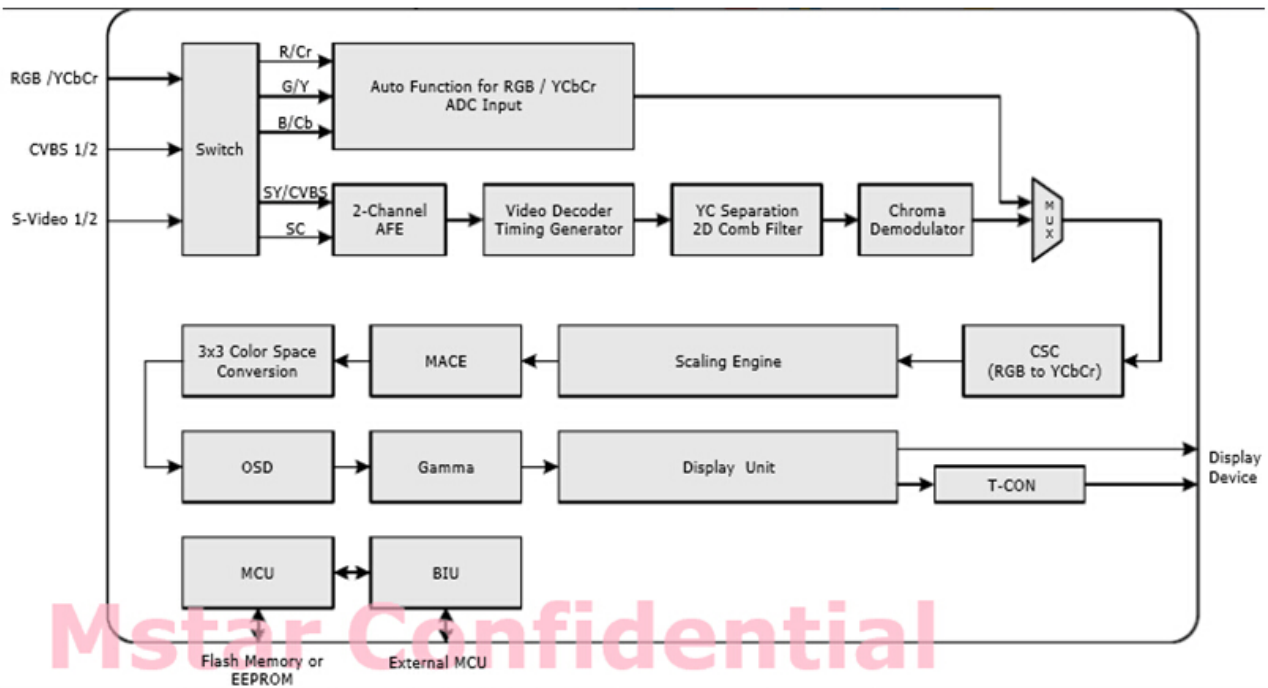 RGB /YCbCr
CVBS 1/2
S-Video 1/2
Switch
R/Cr
G/Y
B/Cb
SY/CVBS
SC
Auto Function for RGB / YCbCr
ADC Input
2-Channel
AFE
Video Decoder
Timing Generator
YC Separation
2D Comb Filter
Chroma
Demodulator
M
U
X
3x3 Color Space
Conversion
MACE
Scaling Engine
CSC
(RGB to YCbCr)
OSD
Gamma
Display Unit
T-CON
Display
Device
MCU
BIU
Mstar Confidential
Flash Memory or
EEPROM
External MCU